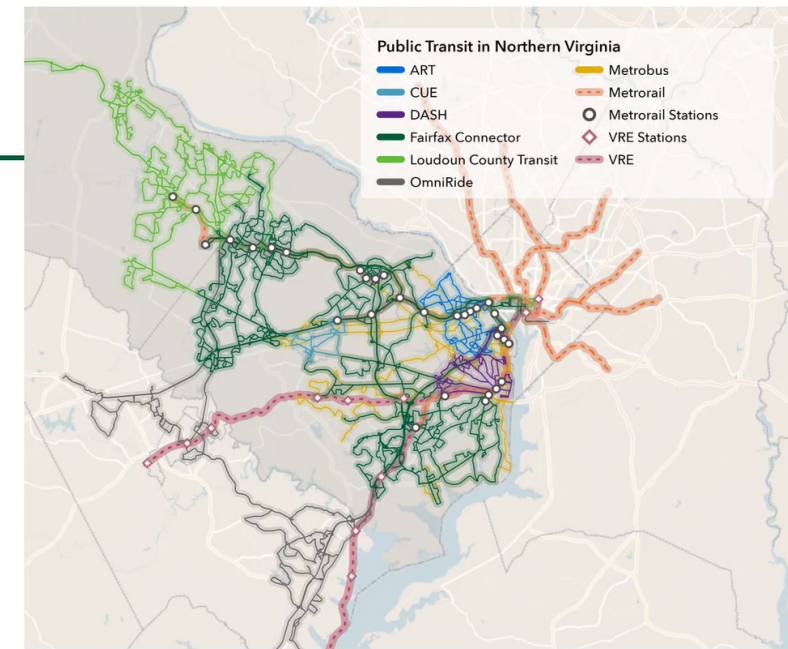 Public Transit in Northern Virginia
ART
CUE
DASH
Fairfax Connector
Loudoun County Transit
OmniRide
Metrobus
Metrorail
Metrorail Stations
VRE Stations
VRE